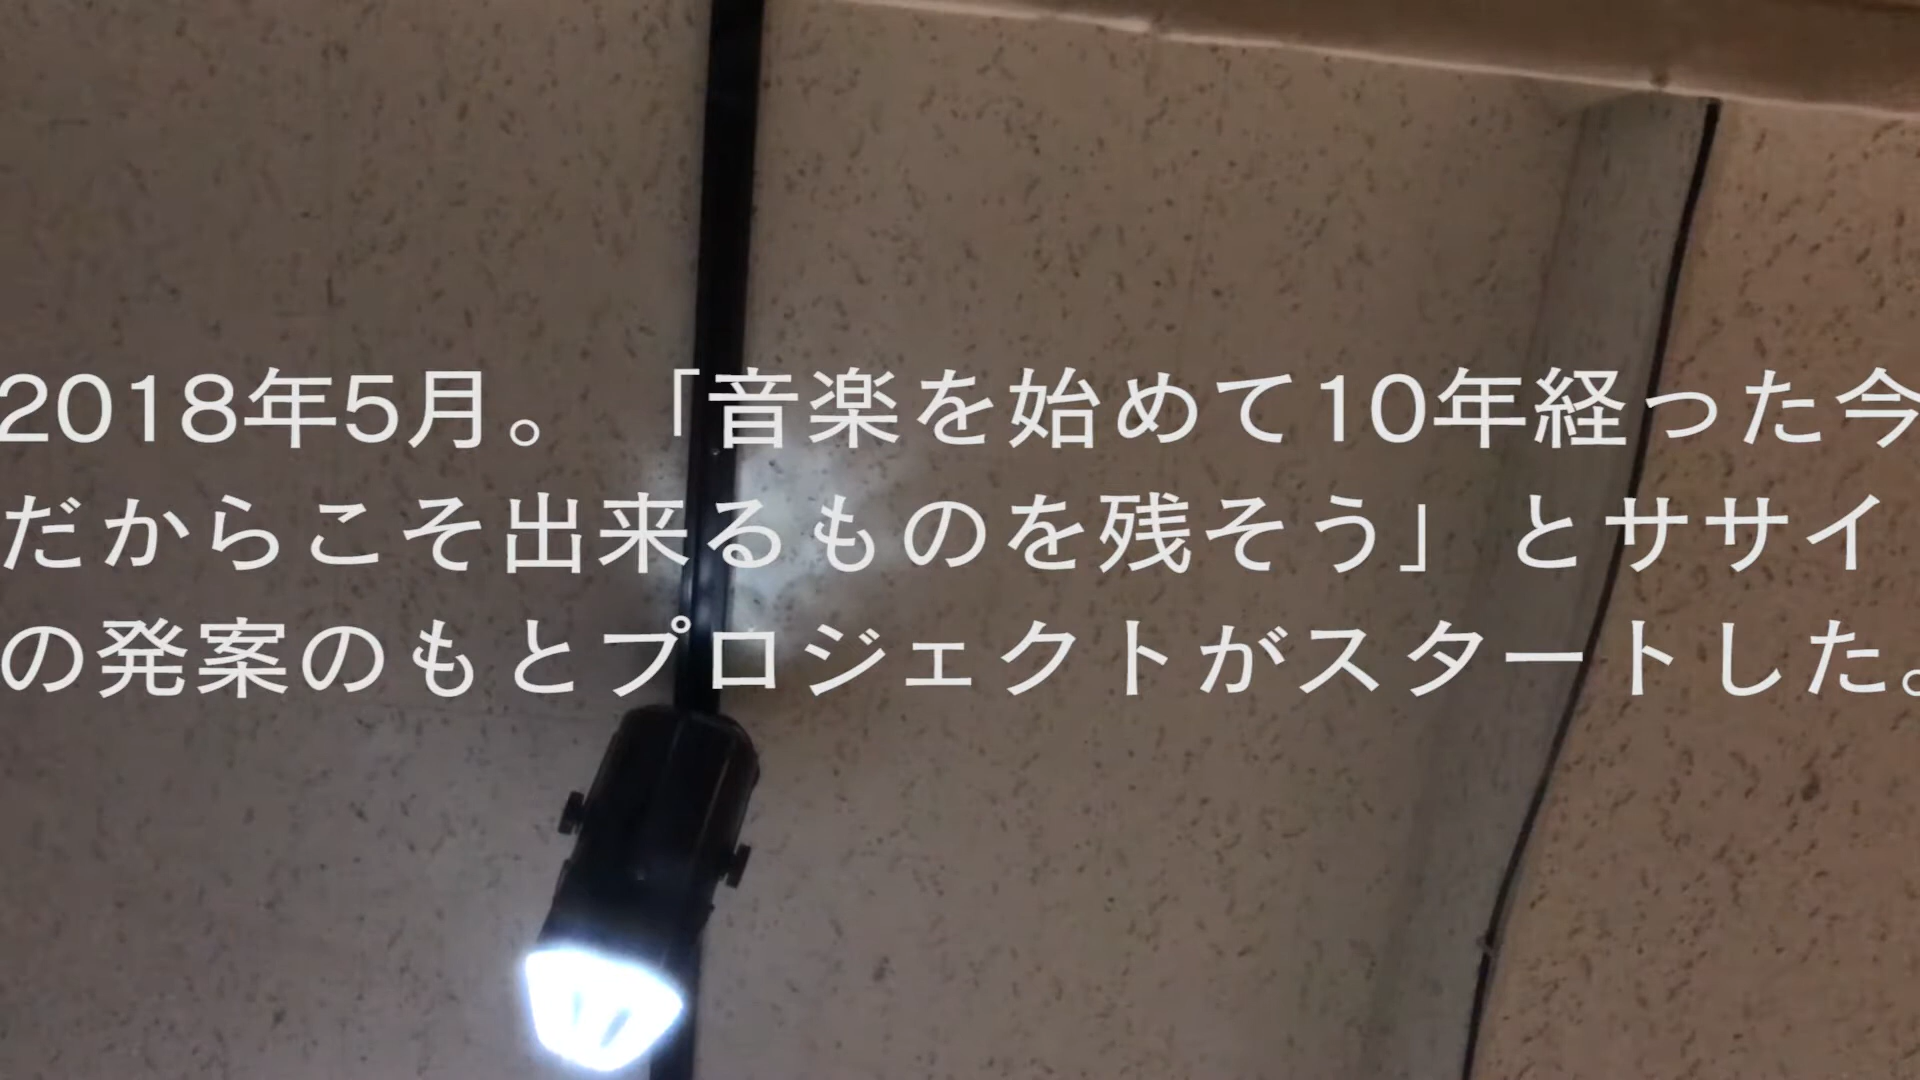 2018年5月。「音楽を始めて10年経った今
だからこそ出来るものを残そう」とササイ
の発案のもとプロジェクトがスタートした。